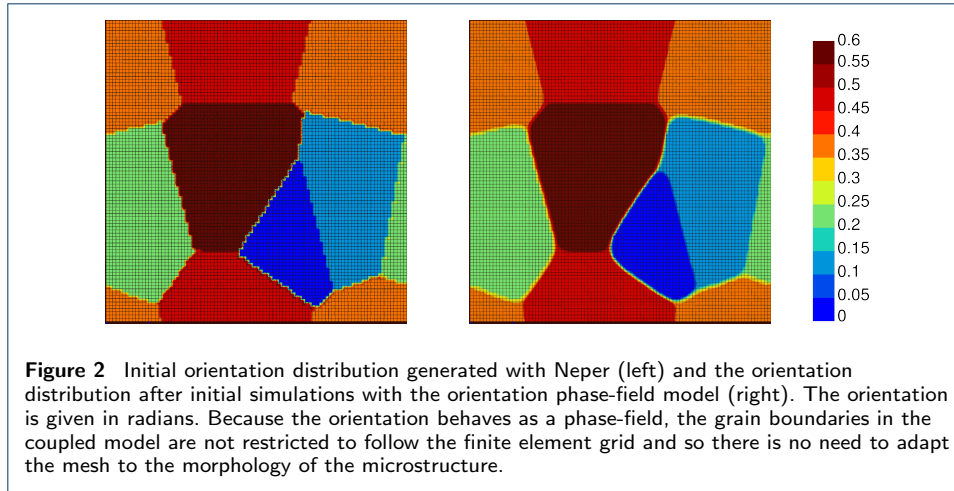 0.6
0.55
0.5
0.45
0.4
0.35
0.3
0.25
0.2
0.15
0.1
0.05
0
Figure 2 Initial orientation distribution generated with Neper (left) and the orientation
distribution after initial simulations with the orientation phase-field model (right). The orientation
is given in radians. Because the orientation behaves as a phase-field, the grain boundaries in the
coupled model are not restricted to follow the finite element grid and so there is no need to adapt
the mesh to the morphology of the microstructure.